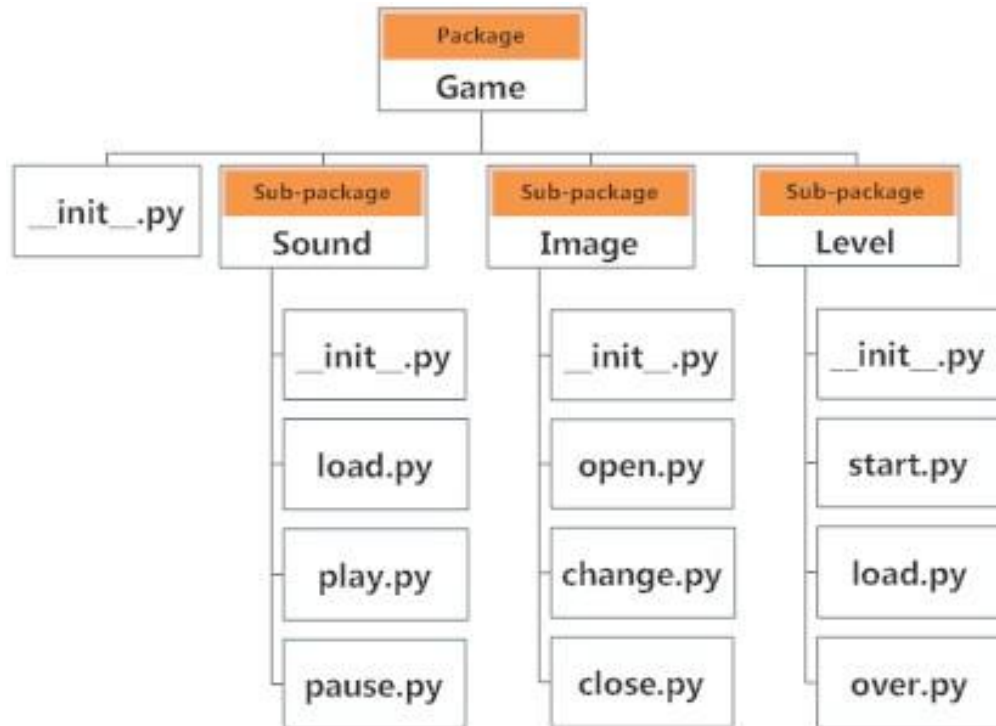 Package
Game
__init__.py
Sub-package
Sound
Sub-package
Image
Sub-package
Level
__init__.py
__init__.py
__init__.py
load.py
open.py
start.py
play.py
change.py
load.py
pause.py
close.py
over.py